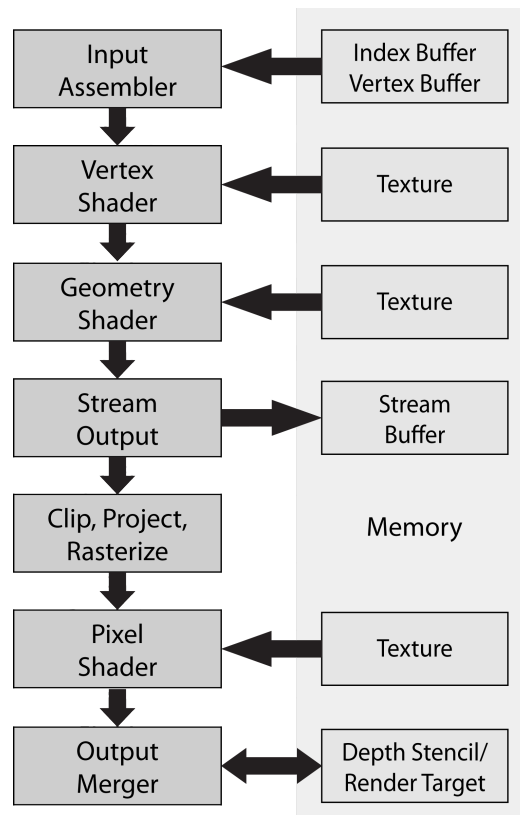 Input
Assembler
Index Buffer
Vertex Buffer
Vertex
Shader
Texture
Geometry
Shader
Texture
Stream
Output
Stream
Buffer
Clip, Project,
Rasterize
Memory
Pixel
Shader
Texture
Output
Merger
Depth Stencil/
Render Target